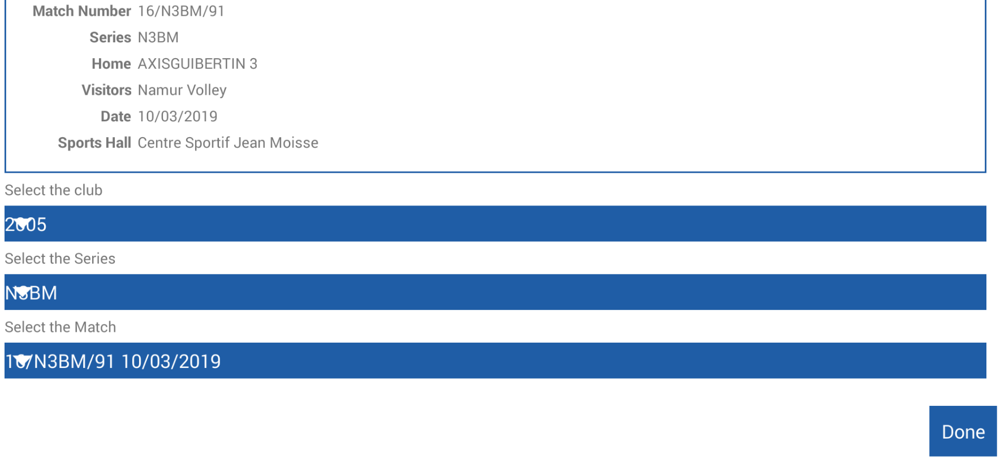 Match Number 16/N3BM/91
Series N3BM
Home AXISGUIBERTIN 3
Visitors Namur Volley
Date 10/03/2019
Sports Hall Centre Sportif Jean Moisse
Select the club
2005
Select the Series
N3BM
Select the Match
16/N3BM/91 10/03/2019
Done